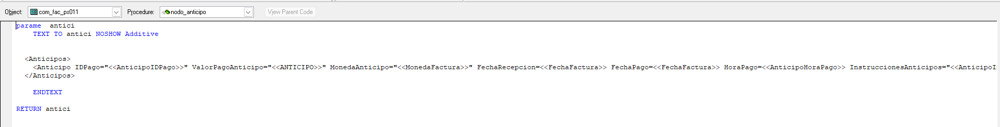 Object: com_fac_ps011 Procedure: nodo_anticipo View Parent Code
parame antici
TEXT TO antici NOSHOW Additive
<Anticipos>
<Anticipo IDPago="<<AnticipoIDPago>>" ValorPagoAnticipo="<<ANTICIPO>>" MonedaAnticipo="<<MonedaFactura>>" FechaRecepcion=<<FechaFactura>> FechaPago=<<FechaFactura>> HoraPago=<<AnticipoHoraPago>> InstruccionesAnticipos="<<AnticipoI
</Anticipos>
ENDTEXT
RETURN antici